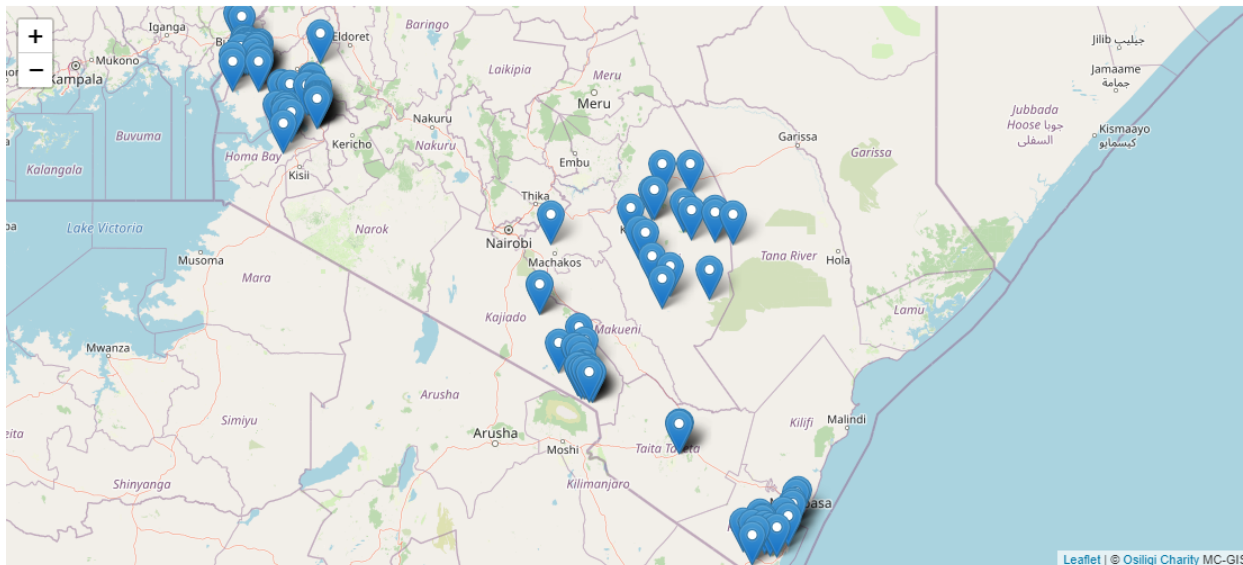 +
−
Iganga
Mukono
Kampala
Buvuma
Kalangala
Lake Victoria
Eldoret
Baringo
Laikipia
Meru
Meru
Nakuru
Nakuru
Kericho
Homa Bay
Kisii
Embu
Thika
Nairobi
Machakos
Narok
Musoma
Mara
Mwanza
Kajiado
Makueni
Garissa
Garissa
Tana River
Hola
Lamu
Jilib جيليب
Jamaame
جمامة
Jubbada
Hoose جوبا
السفلى
Kismaayo
كيسمايو
Simiyu
Shinyanga
Arusha
Arusha
Moshi
Kilimanjaro
Kilifi
Malindi
Leaflet | © Osiligi Charity MC-GIS